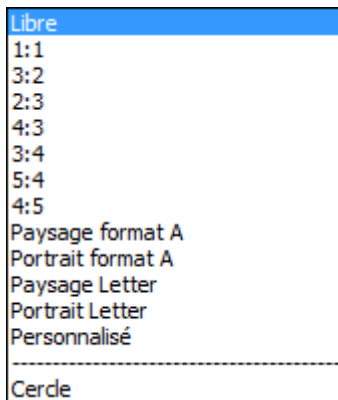 Libre
1:1
3:2
2:3
4:3
3:4
5:4
4:5
Paysage format A
Portrait format A
Paysage Letter
Portrait Letter
Personnalisé
------------------------------------------
Cercle